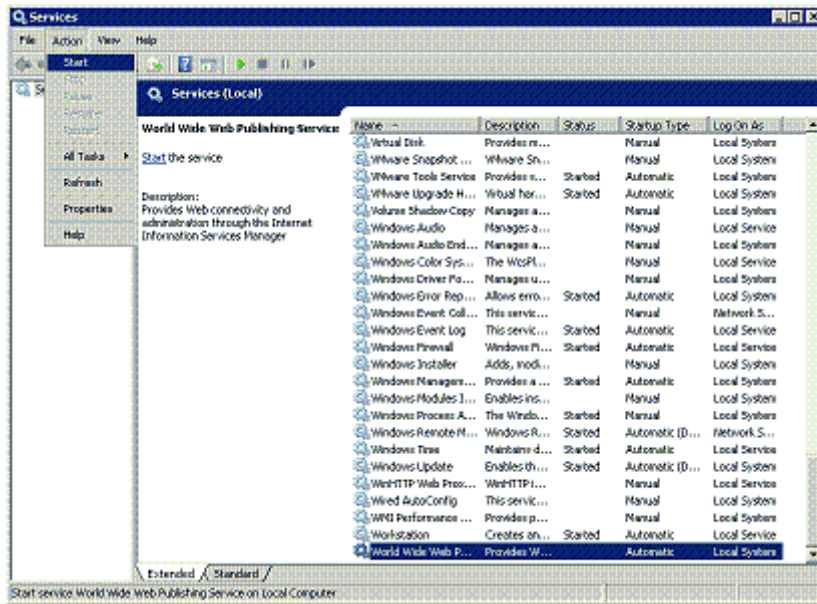 Services
File Action View Help
Start
Stop
Pause
Resume
Restart
All Tasks
Refresh
Properties
Help
Services (Local)
World Wide Web Publishing Service
Start the service
Description:
Provides Web connectivity and
administration through the Internet
Information Services Manager
Name Description Status Startup Type Log On As
Virtual Disk Provides m... Manual Local System
VMware Snapshot ... VMware Sn... Manual Local System
VMware Tools Service Provides s... Started Automatic Local System
VMware Upgrade H... Virtual har... Started Automatic Local System
Volume Shadow Copy Manages a... Manual Local System
Windows Audio Manages a... Manual Local Service
Windows Audio End... Manages a... Manual Local System
Windows Color Sys... The WcsPl... Manual Local Service
Windows Driver Fo... Manages u... Manual Local System
Windows Error Rep... Allows erro... Started Automatic Local System
Windows Event Coll... This servic... Manual Network S...
Windows Event Log This servic... Started Automatic Local Service
Windows Firewall Windows Fi... Started Automatic Local Service
Windows Installer Adds, modi... Manual Local System
Windows Managem... Provides a ... Started Automatic Local System
Windows Modules I... Enables ins... Manual Local System
Windows Process A... The Windo... Started Manual Local System
Windows Remote M... Windows R... Started Automatic (D... Network S...
Windows Time Maintains d... Started Automatic Local Service
Windows Update Enables th... Started Automatic (D... Local System
WinHTTP Web Prox... WinHTTP i... Manual Local Service
Wired AutoConfig This servic... Manual Local System
WMI Performance ... Provides p... Manual Local System
Workstation Creates an... Started Automatic Local Service
World Wide Web P... Provides W... Automatic Local System
Extended Standard
Start service World Wide Web Publishing Service on Local Computer